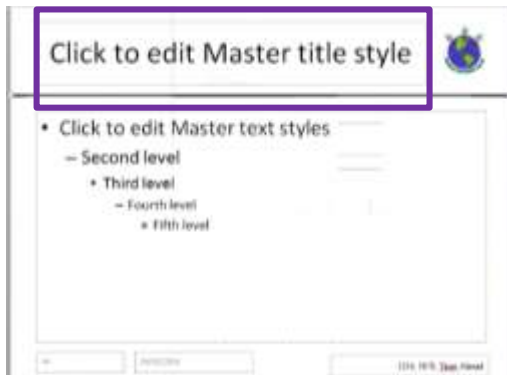 Click to edit Master title style
• Click to edit Master text styles
– Second level
• Third level
– Fourth level
» Fifth level